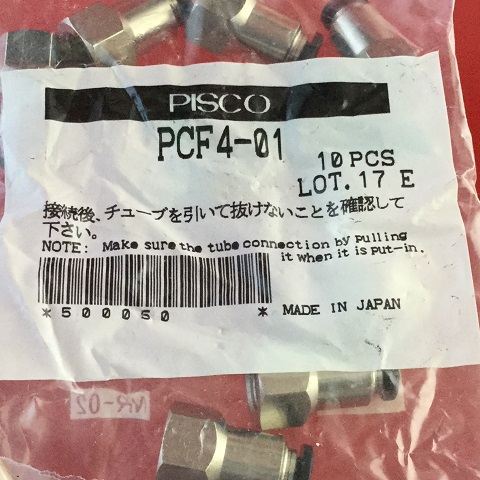 PISCO
PCF4-01
10 PCS
LOT. 17 E
接続後、チューブを引いて抜けないことを確認して
下さい。
NOTE: Make sure the tube connection by pulling
it when it is put-in.
*500050*
MADE IN JAPAN
NR-02